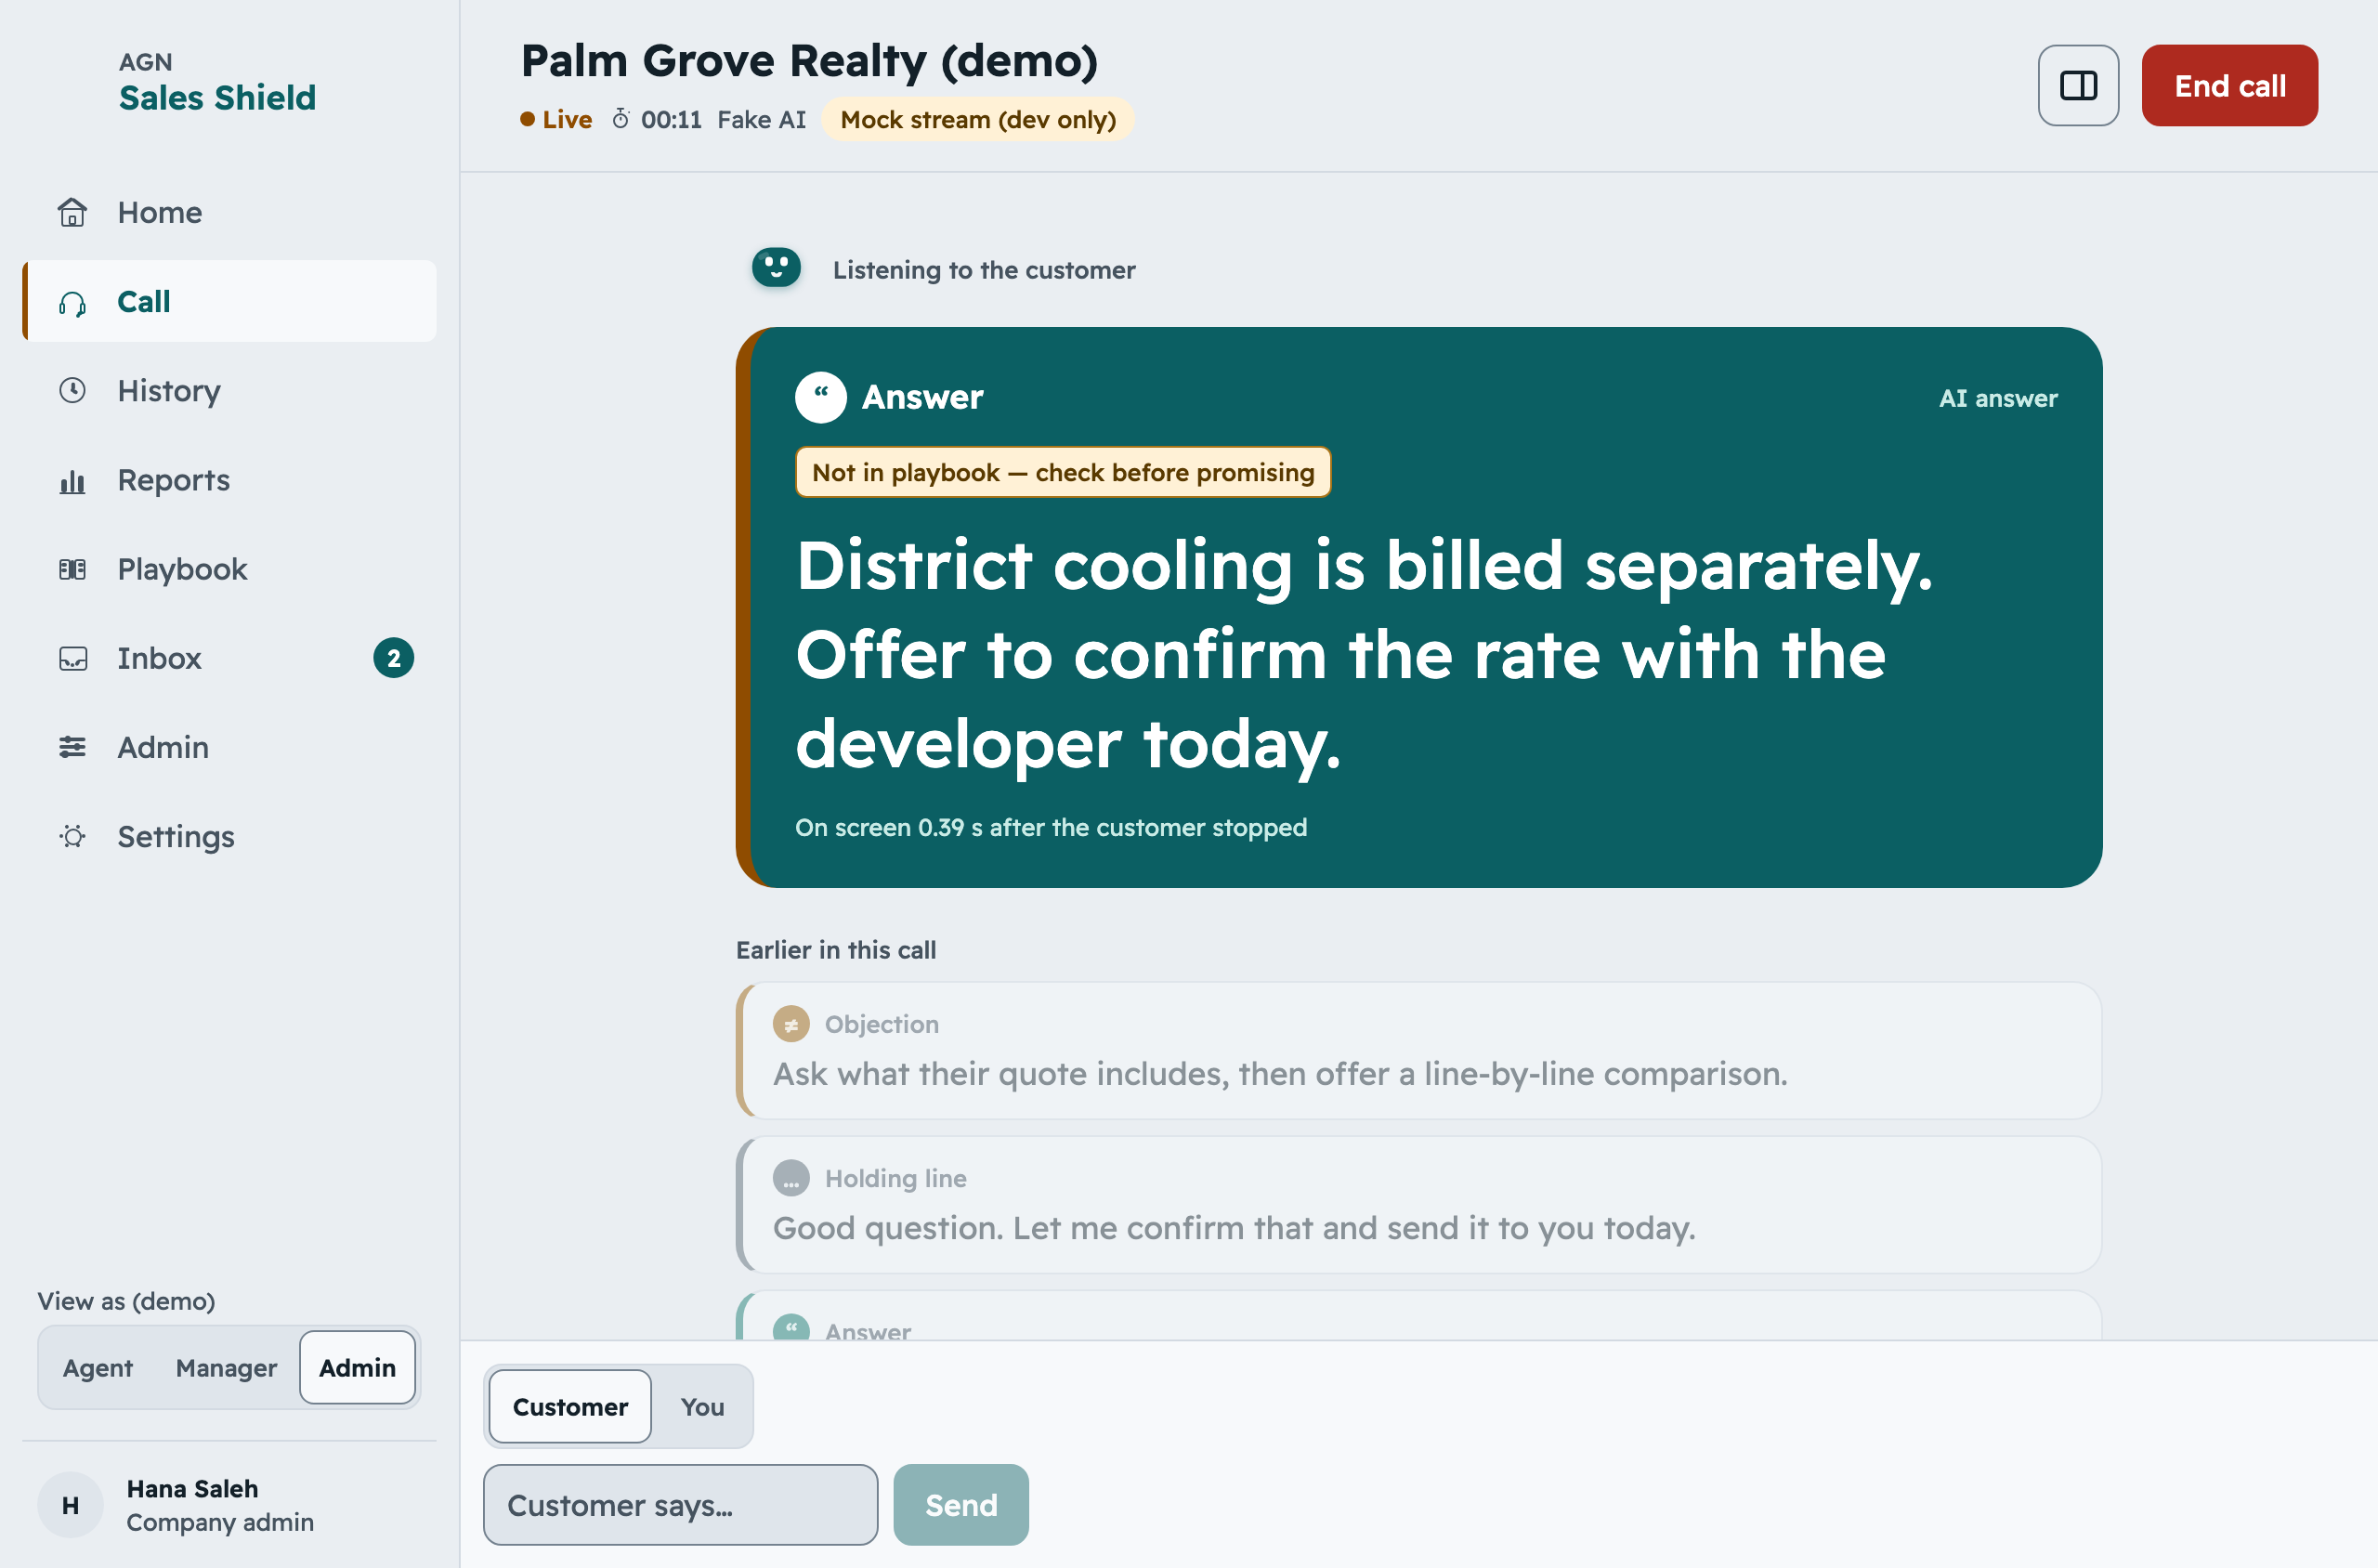 AGN
Sales Shield
Home
Call
History
Reports
Playbook
Inbox 2
Admin
Settings
View as (demo)
Agent Manager Admin
H
Hana Saleh
Company admin
Palm Grove Realty (demo)
Live 00:11 Fake AI Mock stream (dev only)
End call
Listening to the customer
“ Answer AI answer
Not in playbook — check before promising
District cooling is billed separately.
Offer to confirm the rate with the
developer today.
On screen 0.39 s after the customer stopped
Earlier in this call
≠ Objection
Ask what their quote includes, then offer a line-by-line comparison.
… Holding line
Good question. Let me confirm that and send it to you today.
“ Answer
Customer You
Customer says…
Send